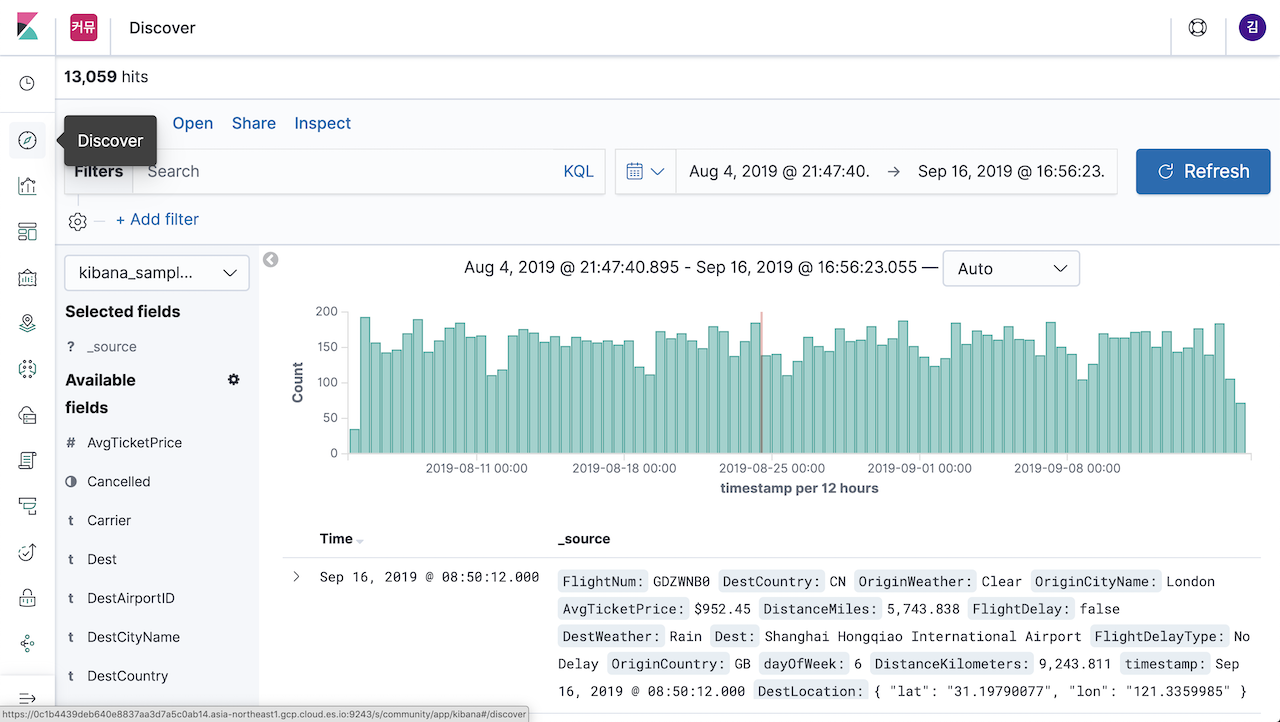 커뮤
Discover
김
13,059 hits
Discover
Open
Share
Inspect
Filters
Search
KQL
Aug 4, 2019 @ 21:47:40.
→
Sep 16, 2019 @ 16:56:23.
Refresh
+ Add filter
kibana_sampl...
Selected fields
? _source
Available
fields
# AvgTicketPrice
Cancelled
t Carrier
t Dest
t DestAirportID
t DestCityName
t DestCountry
Aug 4, 2019 @ 21:47:40.895 - Sep 16, 2019 @ 16:56:23.055 —
Auto
Count
200
150
100
50
0
2019-08-11 00:00
2019-08-18 00:00
2019-08-25 00:00
2019-09-01 00:00
2019-09-08 00:00
timestamp per 12 hours
Time
_source
Sep 16, 2019 @ 08:50:12.000
FlightNum: GDZWNB0 DestCountry: CN OriginWeather: Clear OriginCityName: London
AvgTicketPrice: $952.45 DistanceMiles: 5,743.838 FlightDelay: false
DestWeather: Rain Dest: Shanghai Hongqiao International Airport FlightDelayType: No
Delay OriginCountry: GB dayOfWeek: 6 DistanceKilometers: 9,243.811 timestamp: Sep
16, 2019 @ 08:50:12.000 DestLocation: { "lat": "31.19790077", "lon": "121.3359985" }
https://0c1b4439deb640e8837aa3d7a5c0ab14.asia-northeast1.gcp.cloud.es.io:9243/s/community/app/kibana#/discover